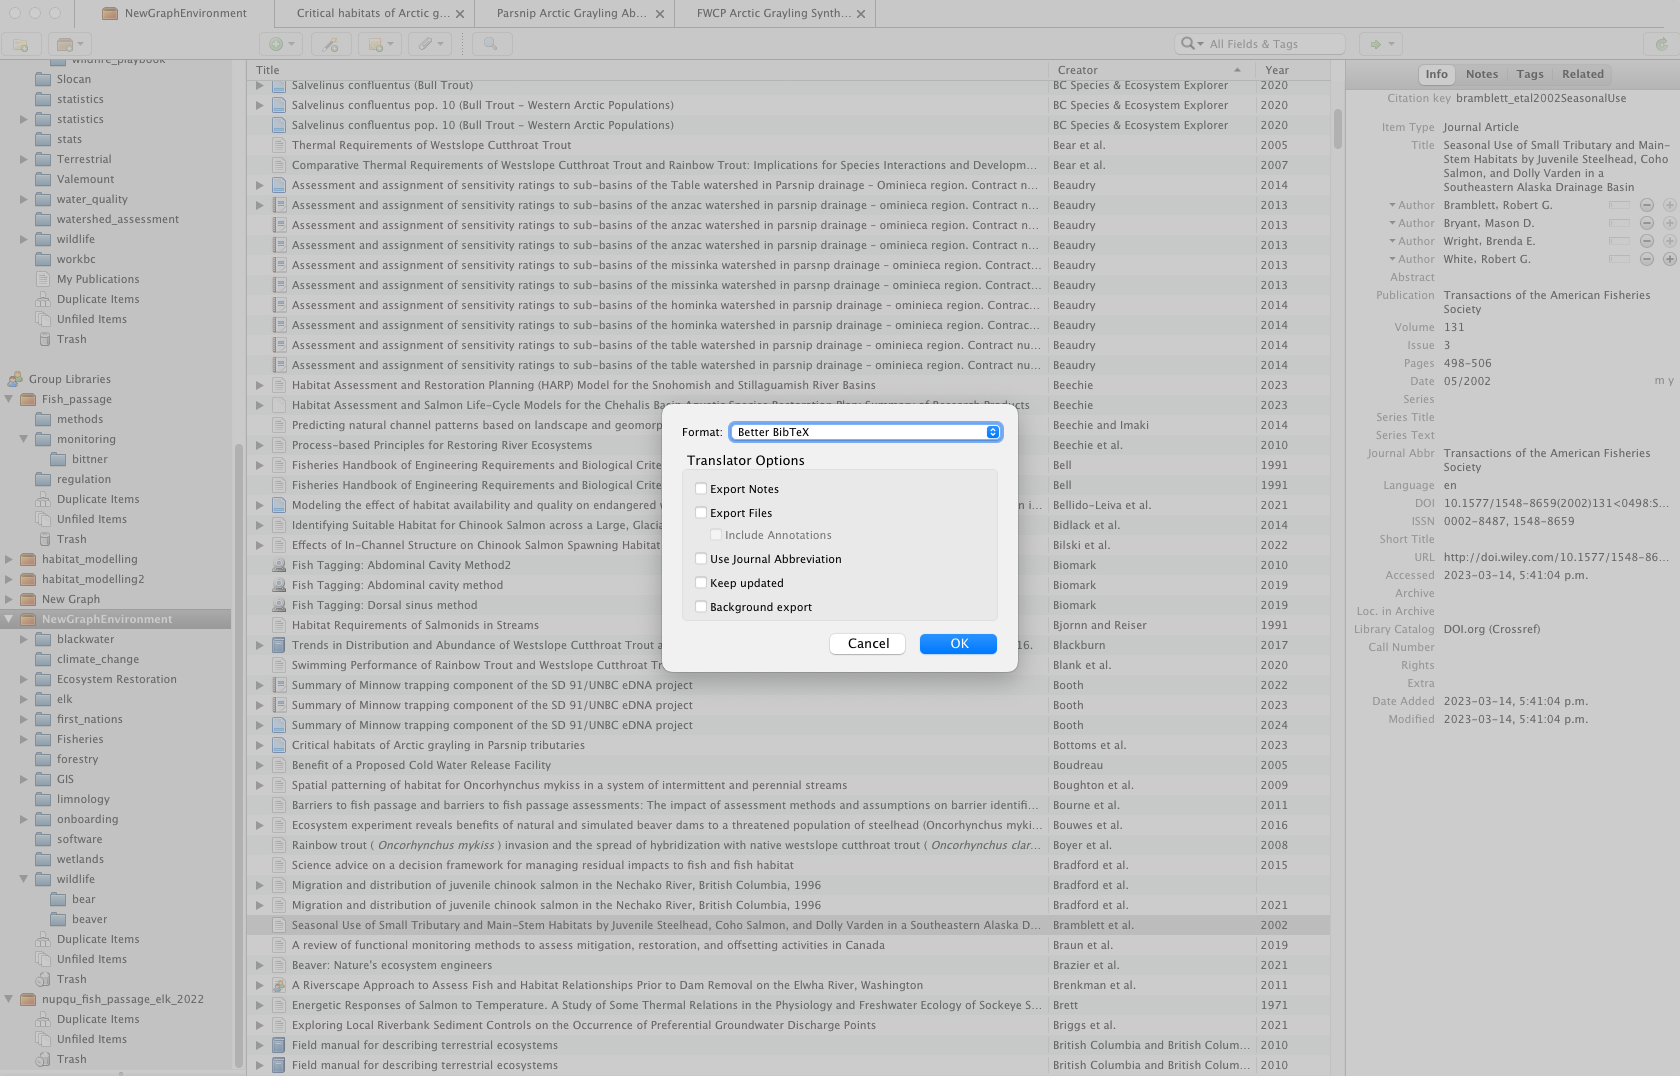 NewGraphEnvironment
Critical habitats of Arctic g...
Parsnip Arctic Grayling Ab...
FWCP Arctic Grayling Synth...
All Fields & Tags
wildfire_playbook
Slocan
statistics
statistics
stats
Terrestrial
Valemount
water_quality
watershed_assessment
wildlife
workbc
My Publications
Duplicate Items
Unfiled Items
Trash
Group Libraries
Fish_passage
methods
monitoring
bittner
regulation
Duplicate Items
Unfiled Items
Trash
habitat_modelling
habitat_modelling2
New Graph
NewGraphEnvironment
blackwater
climate_change
Ecosystem Restoration
elk
first_nations
Fisheries
forestry
GIS
limnology
onboarding
software
wetlands
wildlife
bear
beaver
Duplicate Items
Unfiled Items
Trash
nupqu_fish_passage_elk_2022
Duplicate Items
Unfiled Items
Trash
Title Creator Year
Salvelinus confluentus (Bull Trout) BC Species & Ecosystem Explorer 2020
Salvelinus confluentus pop. 10 (Bull Trout - Western Arctic Populations) BC Species & Ecosystem Explorer 2020
Salvelinus confluentus pop. 10 (Bull Trout - Western Arctic Populations) BC Species & Ecosystem Explorer 2020
Thermal Requirements of Westslope Cutthroat Trout Bear et al. 2005
Comparative Thermal Requirements of Westslope Cutthroat Trout and Rainbow Trout: Implications for Species Interactions and Developm... Bear et al. 2007
Assessment and assignment of sensitivity ratings to sub-basins of the Table watershed in Parsnip drainage - Ominieca region. Contract n... Beaudry 2014
Assessment and assignment of sensitivity ratings to sub-basins of the anzac watershed in parsnip drainage - ominieca region. Contract n... Beaudry 2013
Assessment and assignment of sensitivity ratings to sub-basins of the anzac watershed in parsnip drainage - ominieca region. Contract n... Beaudry 2013
Assessment and assignment of sensitivity ratings to sub-basins of the anzac watershed in parsnip drainage - ominieca region. Contract n... Beaudry 2013
Assessment and assignment of sensitivity ratings to sub-basins of the missinka watershed in parsnp drainage - ominieca region. Contract... Beaudry 2013
Assessment and assignment of sensitivity ratings to sub-basins of the missinka watershed in parsnp drainage - ominieca region. Contract... Beaudry 2013
Assessment and assignment of sensitivity ratings to sub-basins of the hominka watershed in parsnip drainage - ominieca region. Contrac... Beaudry 2014
Assessment and assignment of sensitivity ratings to sub-basins of the hominka watershed in parsnip drainage - ominieca region. Contrac... Beaudry 2014
Assessment and assignment of sensitivity ratings to sub-basins of the table watershed in parsnip drainage - ominieca region. Contract nu... Beaudry 2014
Assessment and assignment of sensitivity ratings to sub-basins of the table watershed in parsnip drainage - ominieca region. Contract nu... Beaudry 2014
Habitat Assessment and Restoration Planning (HARP) Model for the Snohomish and Stillaguamish River Basins Beechie 2023
Habitat Assessment and Salmon Life-Cycle Models for the Chehalis Basin Aquatic Species Restoration Plan: Summary of Research Products Beechie 2023
Predicting natural channel patterns based on landscape and geomorp Beechie and Imaki 2014
Process-based Principles for Restoring River Ecosystems Beechie et al. 2010
Fisheries Handbook of Engineering Requirements and Biological Crite Bell 1991
Fisheries Handbook of Engineering Requirements and Biological Crite Bell 1991
Modeling the effect of habitat availability and quality on endangered n i... Bellido-Leiva et al. 2021
Identifying Suitable Habitat for Chinook Salmon across a Large, Glacia Bidlack et al. 2014
Effects of In-Channel Structure on Chinook Salmon Spawning Habitat Bilski et al. 2022
Fish Tagging: Abdominal Cavity Method2 Biomark 2010
Fish Tagging: Abdominal cavity method Biomark 2019
Fish Tagging: Dorsal sinus method Biomark 2019
Habitat Requirements of Salmonids in Streams Bjornn and Reiser 1991
Trends in Distribution and Abundance of Westslope Cutthroat Trout a 16. Blackburn 2017
Swimming Performance of Rainbow Trout and Westslope Cutthroat Tr Blank et al. 2020
Summary of Minnow trapping component of the SD 91/UNBC eDNA project Booth 2022
Summary of Minnow trapping component of the SD 91/UNBC eDNA project Booth 2023
Summary of Minnow trapping component of the SD 91/UNBC eDNA project Booth 2024
Critical habitats of Arctic grayling in Parsnip tributaries Bottoms et al. 2023
Benefit of a Proposed Cold Water Release Facility Boudreau 2005
Spatial patterning of habitat for Oncorhynchus mykiss in a system of intermittent and perennial streams Boughton et al. 2009
Barriers to fish passage and barriers to fish passage assessments: The impact of assessment methods and assumptions on barrier identifi... Bourne et al. 2011
Ecosystem experiment reveals benefits of natural and simulated beaver dams to a threatened population of steelhead (Oncorhynchus myki... Bouwes et al. 2016
Rainbow trout ( Oncorhynchus mykiss ) invasion and the spread of hybridization with native westslope cutthroat trout ( Oncorhynchus clar... Boyer et al. 2008
Science advice on a decision framework for managing residual impacts to fish and fish habitat Bradford et al. 2015
Migration and distribution of juvenile chinook salmon in the Nechako River, British Columbia, 1996 Bradford et al.
Migration and distribution of juvenile chinook salmon in the Nechako River, British Columbia, 1996 Bradford et al. 2021
Seasonal Use of Small Tributary and Main-Stem Habitats by Juvenile Steelhead, Coho Salmon, and Dolly Varden in a Southeastern Alaska D... Bramblett et al. 2002
A review of functional monitoring methods to assess mitigation, restoration, and offsetting activities in Canada Braun et al. 2019
Beaver: Nature's ecosystem engineers Brazier et al. 2021
A Riverscape Approach to Assess Fish and Habitat Relationships Prior to Dam Removal on the Elwha River, Washington Brenkman et al. 2011
Energetic Responses of Salmon to Temperature. A Study of Some Thermal Relations in the Physiology and Freshwater Ecology of Sockeye S... Brett 1971
Exploring Local Riverbank Sediment Controls on the Occurrence of Preferential Groundwater Discharge Points Briggs et al. 2021
Field manual for describing terrestrial ecosystems British Columbia and British Colum... 2010
Field manual for describing terrestrial ecosystems British Columbia and British Colum... 2010
Format: Better BibTeX
Translator Options
Export Notes
Export Files
Include Annotations
Use Journal Abbreviation
Keep updated
Background export
Cancel OK
Info Notes Tags Related
Citation key bramblett_etal2002SeasonalUse
Item Type Journal Article
Title Seasonal Use of Small Tributary and Main-
Stem Habitats by Juvenile Steelhead, Coho
Salmon, and Dolly Varden in a
Southeastern Alaska Drainage Basin
Author Bramblett, Robert G.
Author Bryant, Mason D.
Author Wright, Brenda E.
Author White, Robert G.
Abstract
Publication Transactions of the American Fisheries
Society
Volume 131
Issue 3
Pages 498-506
Date 05/2002 m y
Series
Series Title
Series Text
Journal Abbr Transactions of the American Fisheries
Society
Language en
DOI 10.1577/1548-8659(2002)131<0498:S...
ISSN 0002-8487, 1548-8659
Short Title
URL http://doi.wiley.com/10.1577/1548-86...
Accessed 2023-03-14, 5:41:04 p.m.
Archive
Loc. in Archive
Library Catalog DOI.org (Crossref)
Call Number
Rights
Extra
Date Added 2023-03-14, 5:41:04 p.m.
Modified 2023-03-14, 5:41:04 p.m.